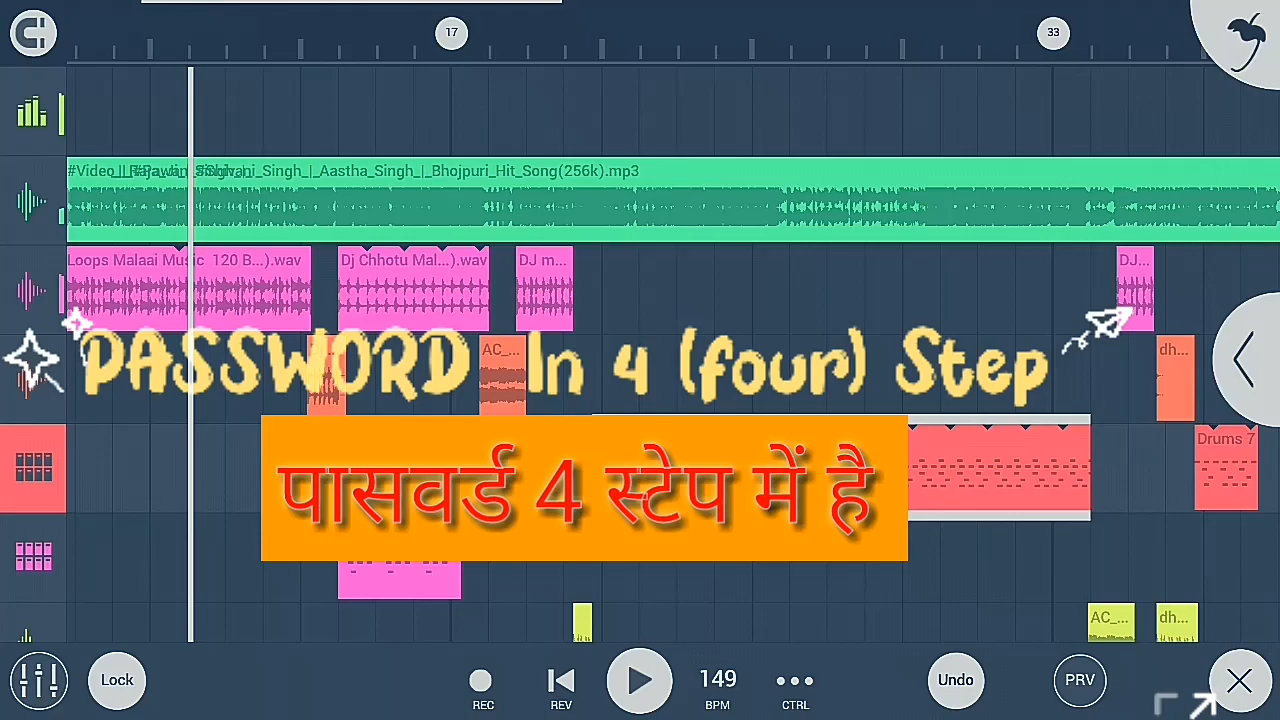 17
33
Singh_|_Aastha_Singh_|_Bhojpuri_Hit_Song(256k).mp3
Loops Malaai Music 120 B...).wav
Dj Chhotu Mal...).wav
DJ m...
DJ...
AC_...
dh...
PASSWORD In 4 (four) Step
पासवर्ड 4 स्टेप में है
Drums 7
AC_...
dh...
Lock
149
Undo
PRV
REC
REV
BPM
CTRL